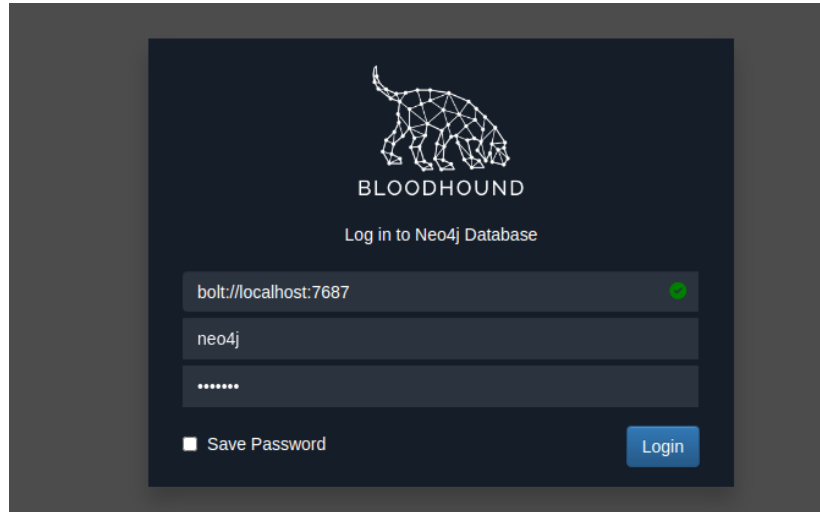 BLOODHOUND
Log in to Neo4j Database
bolt://localhost:7687
neo4j
•••••••
Save Password
Login